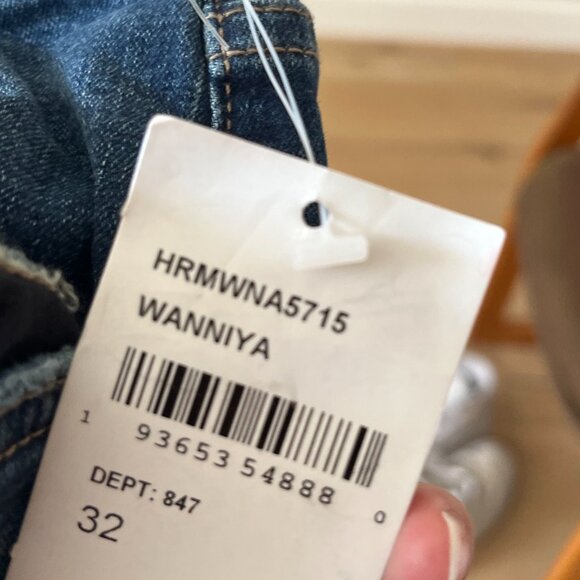 HRMWNA5715
WANNIYA
1 93653 54888 0
DEPT: 847
32